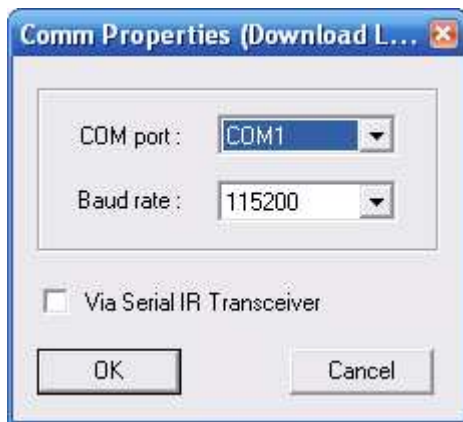 Comm Properties (Download L...
COM port :
COM1
Baud rate :
115200
Via Serial IR Transceiver
OK
Cancel